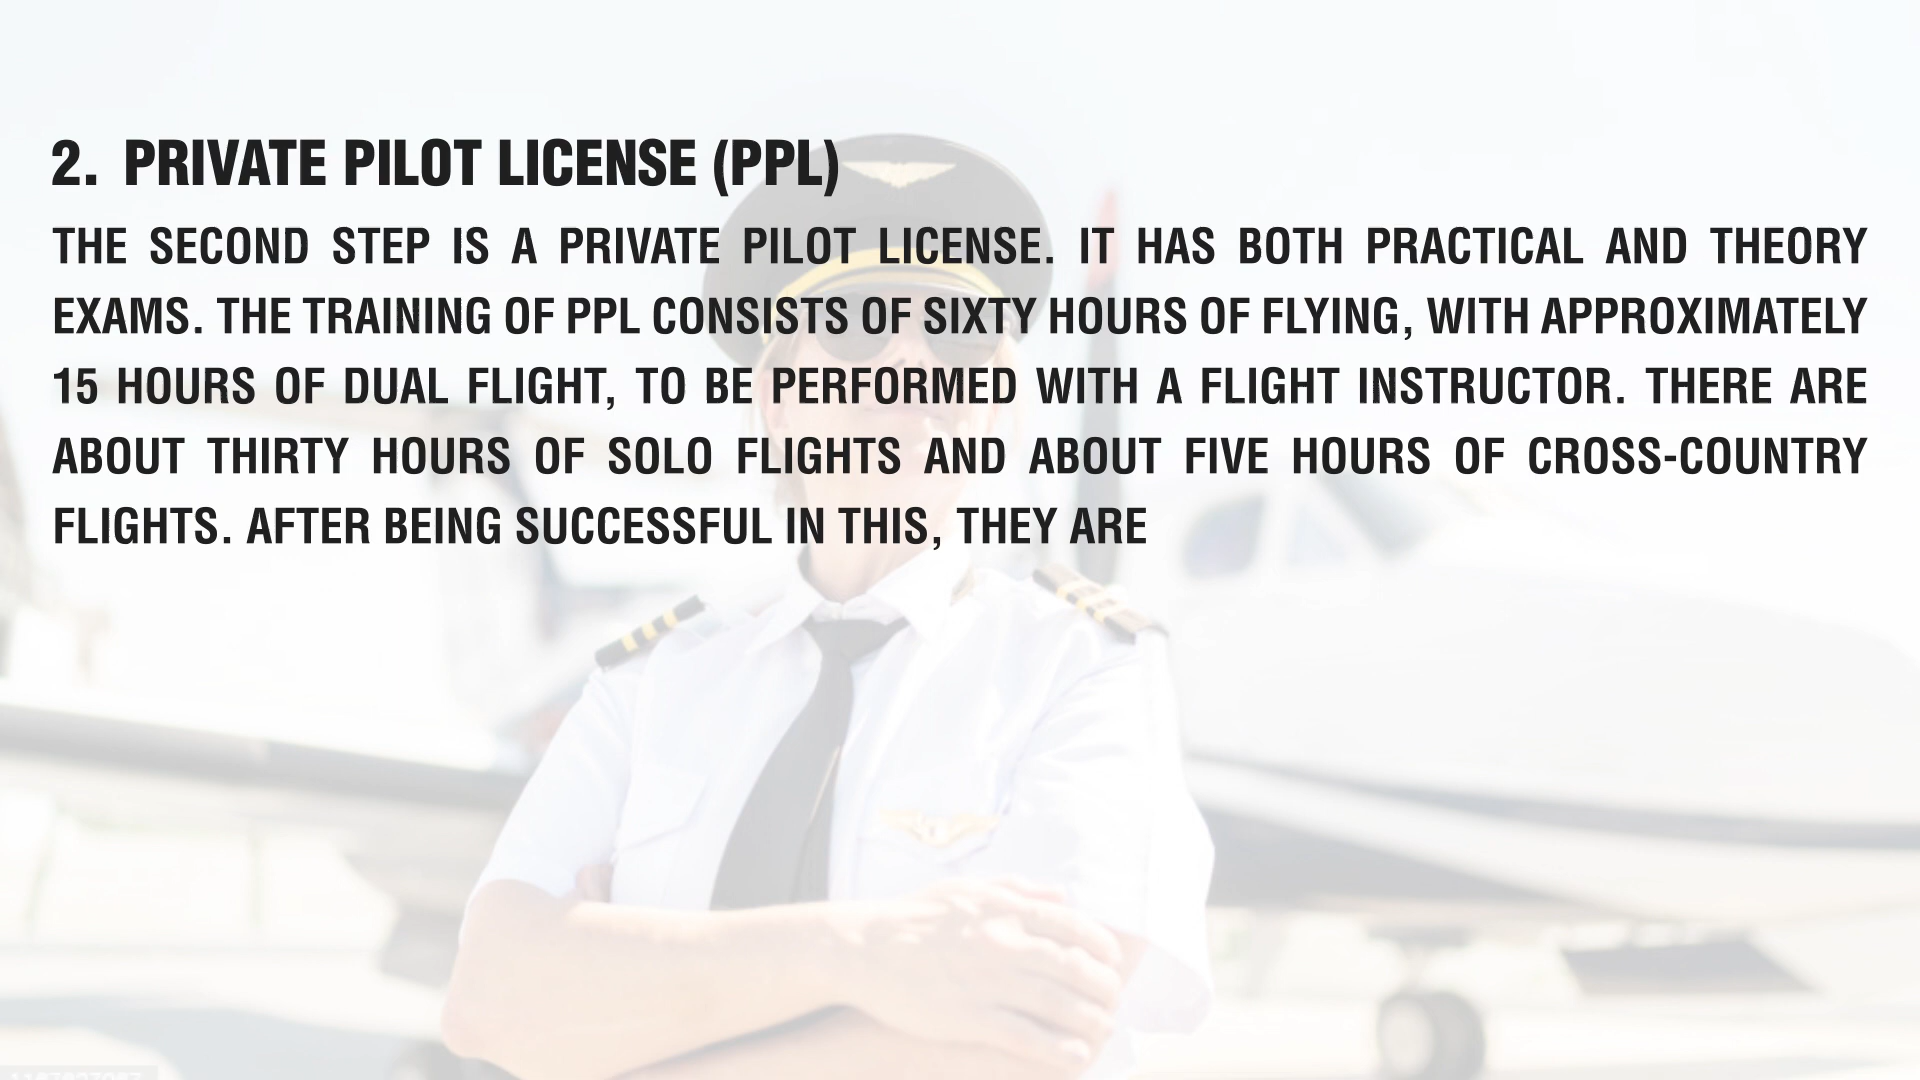 2. PRIVATE PILOT LICENSE (PPL)
THE SECOND STEP IS A PRIVATE PILOT LICENSE. IT HAS BOTH PRACTICAL AND THEORY
EXAMS. THE TRAINING OF PPL CONSISTS OF SIXTY HOURS OF FLYING, WITH APPROXIMATELY
15 HOURS OF DUAL FLIGHT, TO BE PERFORMED WITH A FLIGHT INSTRUCTOR. THERE ARE
ABOUT THIRTY HOURS OF SOLO FLIGHTS AND ABOUT FIVE HOURS OF CROSS-COUNTRY
FLIGHTS. AFTER BEING SUCCESSFUL IN THIS, THEY ARE